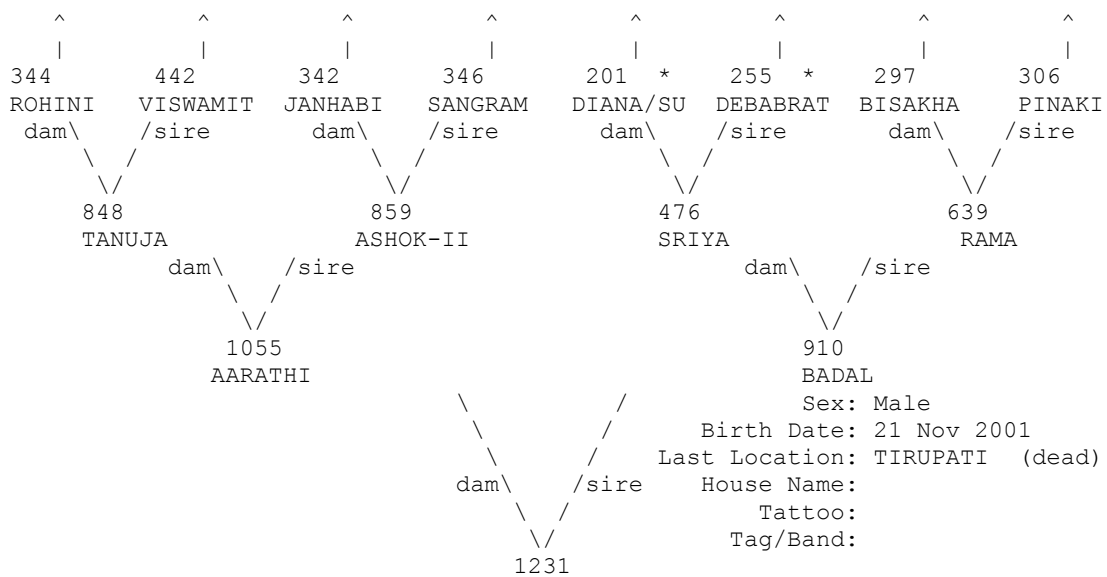 ^ ^ ^ ^ ^ ^ ^ ^
| | | | | | | |
344 442 342 346 201 * 255 * 297 306
ROHINI VISWAMIT JANHABI SANGRAM DIANA/SU DEBABRAT BISAKHA PINAKI
dam\ /sire dam\ /sire dam\ /sire dam\ /sire
\ / \ / \ / \ /
\/ \/ \/ \/
848 859 476 639
TANUJA ASHOK-II SRIYA RAMA
dam\ /sire dam\ /sire
\ / \ /
\/ \/
1055 910
AARATHI BADAL
\ / Sex: Male
\ / Birth Date: 21 Nov 2001
\ / Last Location: TIRUPATI (dead)
dam\ /sire House Name:
\ / Tattoo:
\/ Tag/Band:
1231